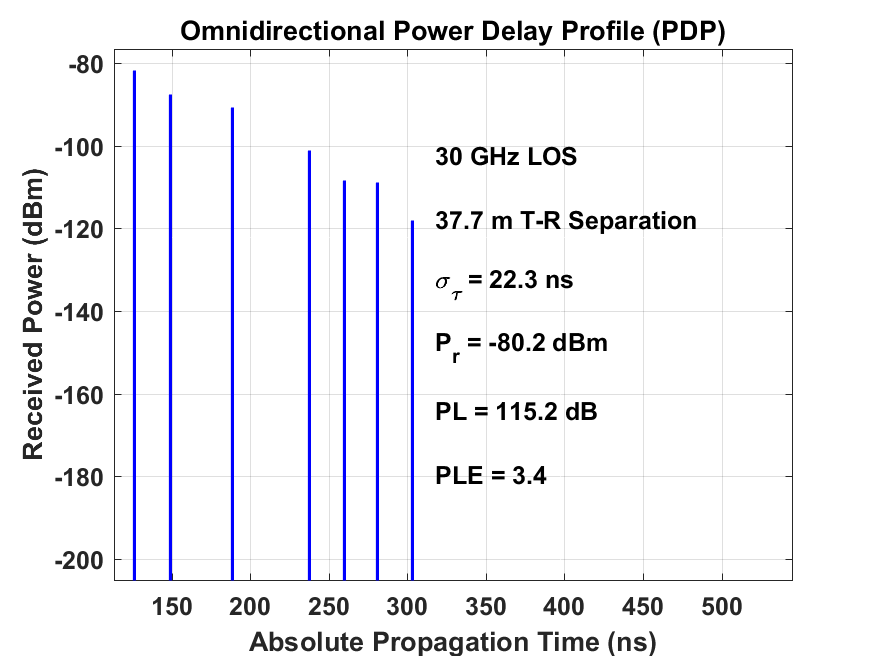 Omnidirectional Power Delay Profile (PDP)
Received Power (dBm)
-80
-100
-120
-140
-160
-180
-200
30 GHz LOS
37.7 m T-R Separation
σ_τ = 22.3 ns
P_r = -80.2 dBm
PL = 115.2 dB
PLE = 3.4
150 200 250 300 350 400 450 500
Absolute Propagation Time (ns)